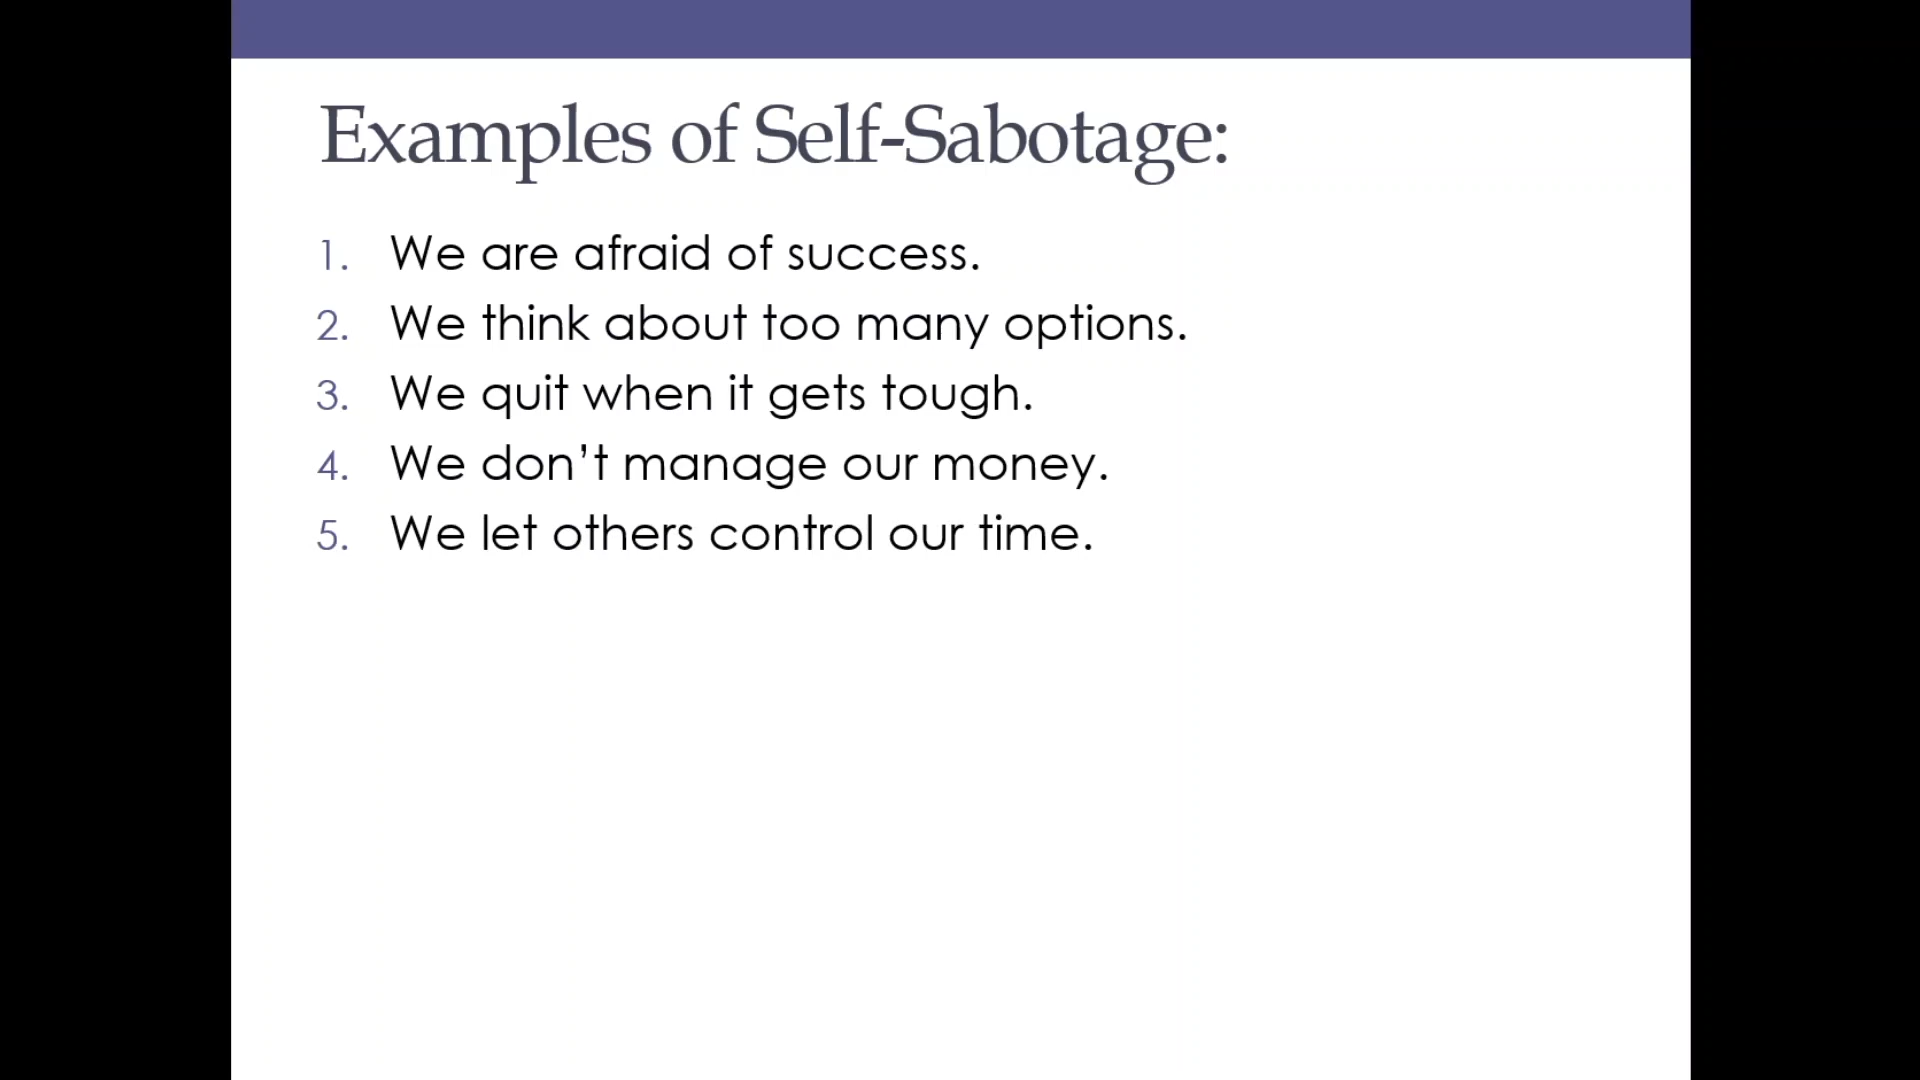 Examples of Self-Sabotage:
1. We are afraid of success.
2. We think about too many options.
3. We quit when it gets tough.
4. We don’t manage our money.
5. We let others control our time.